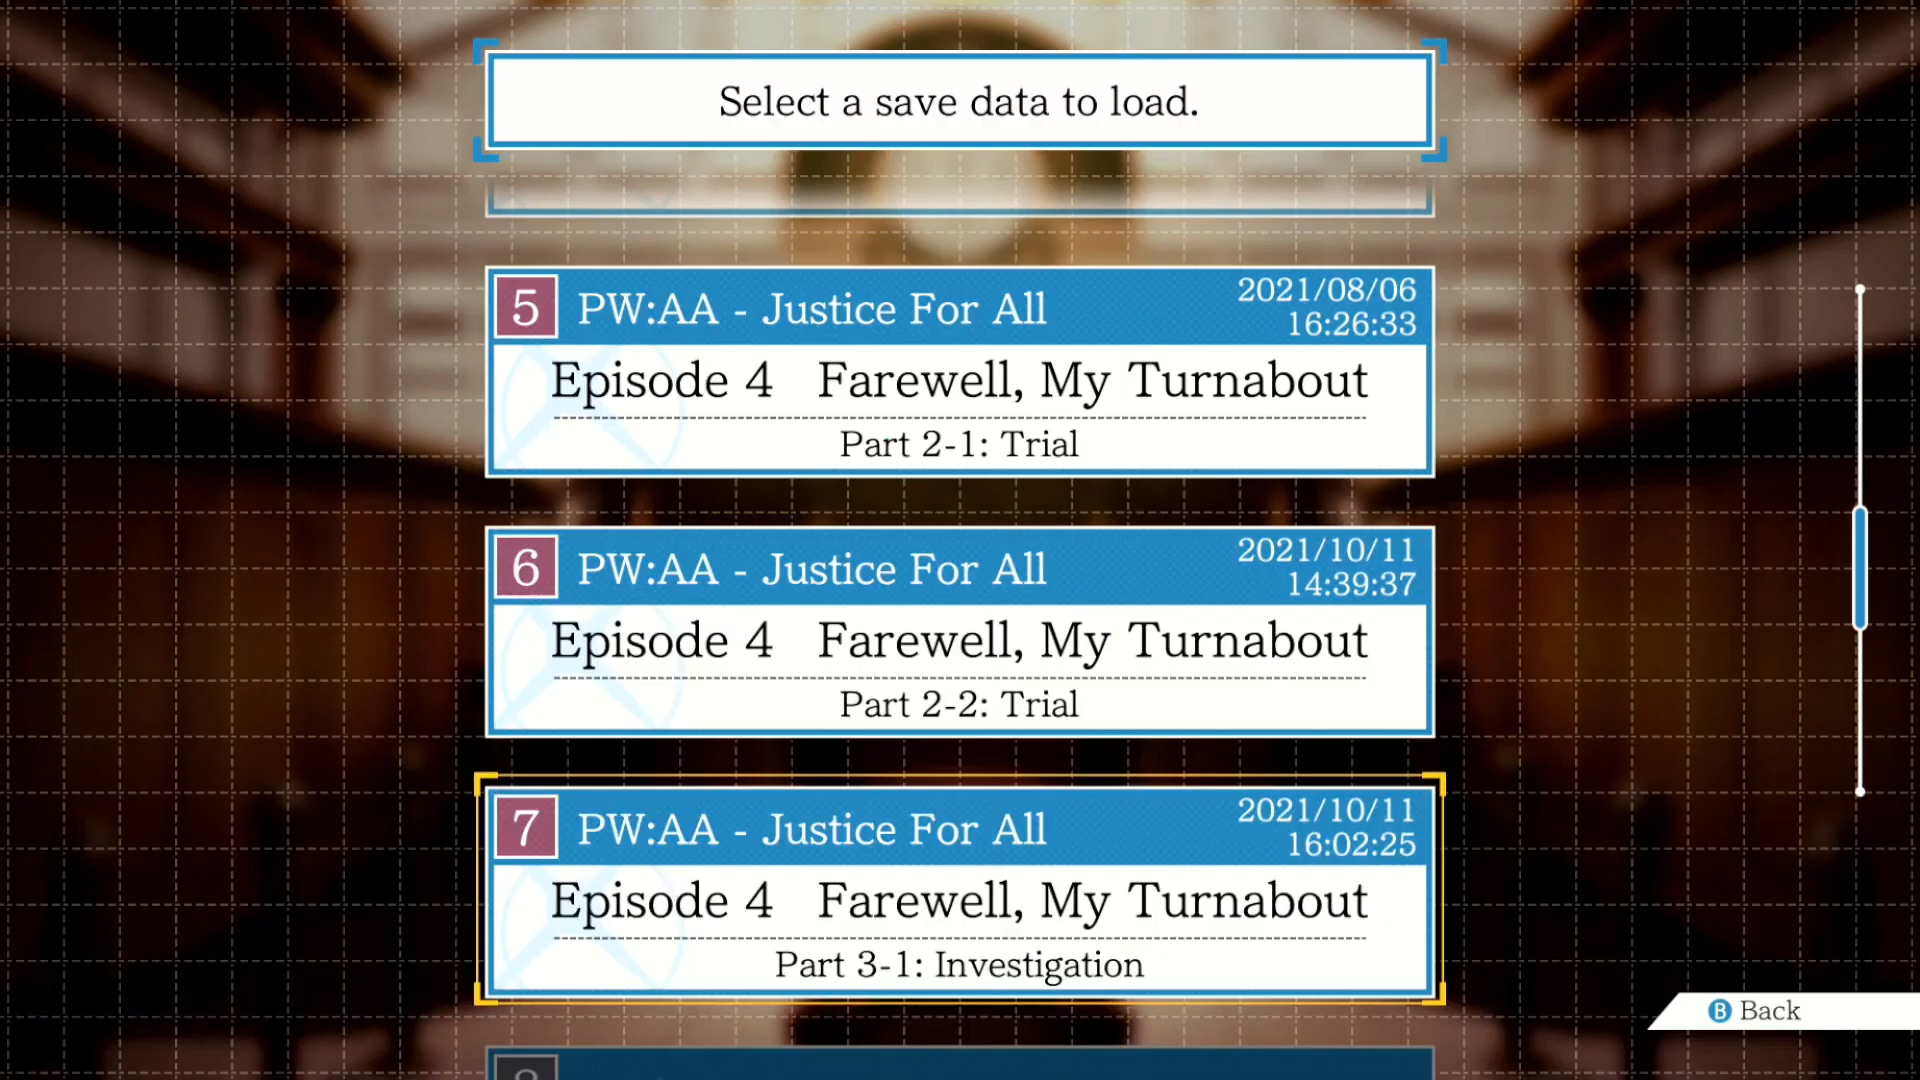 Select a save data to load.
5 PW:AA - Justice For All 2021/08/06
16:26:33
Episode 4 Farewell, My Turnabout
Part 2-1: Trial
6 PW:AA - Justice For All 2021/10/11
14:39:37
Episode 4 Farewell, My Turnabout
Part 2-2: Trial
7 PW:AA - Justice For All 2021/10/11
16:02:25
Episode 4 Farewell, My Turnabout
Part 3-1: Investigation
B Back